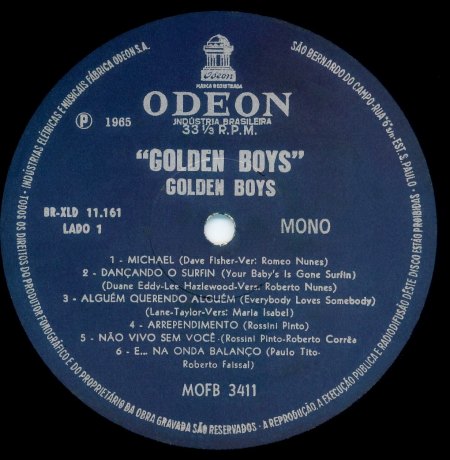 Odeon
MARCA REGISTRADA
ODEON
INDÚSTRIA BRASILEIRA
33 1/3 R.P.M.
P 1965
"GOLDEN BOYS"
GOLDEN BOYS
BR-XLD 11.161
LADO 1
MONO
1 - MICHAEL (Dave Fisher-Ver: Romeo Nunes)
2 - DANÇANDO O SURFIN (Your Baby's Is Gone Surfin)
(Duane Eddy-Lee Hazlewood-Vers: Roberto Nunes)
3 - ALGUÉM QUERENDO ALGUÉM (Everybody Loves Somebody)
(Lane-Taylor-Vers: Maria Isabel)
4 - ARREPENDIMENTO (Rossini Pinto)
5 - NÃO VIVO SEM VOCÊ (Rossini Pinto-Roberto Corrêa
6 - E... NA ONDA BALANÇO (Paulo Tito-
Roberto Faissal)
MOFB 3411
INDÚSTRIAS ELÉTRICAS E MUSICAIS FÁBRICA ODEON S.A.
SÃO BERNARDO DO CAMPO - RUA EST. S. PAULO -
TODOS OS DIREITOS DO PRODUTOR FONOGRÁFICO E DO PROPRIETÁRIO DA OBRA GRAVADA SÃO RESERVADOS - A REPRODUÇÃO, A EXECUÇÃO PÚBLICA E RADIODIFUSÃO DESTE DISCO ESTÃO PROIBIDAS